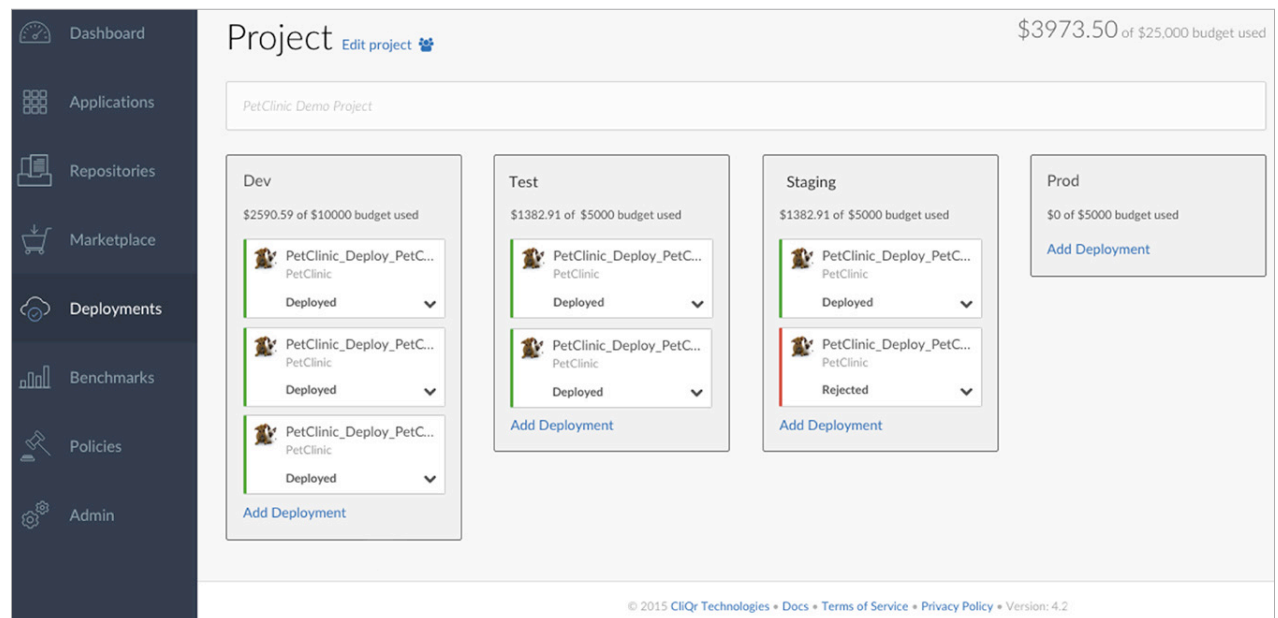 Dashboard
Applications
Repositories
Marketplace
Deployments
Benchmarks
Policies
Admin
Project Edit project
$3973.50 of $25,000 budget used
PetClinic Demo Project
Dev
$2590.59 of $10000 budget used
PetClinic_Deploy_PetC...
PetClinic
Deployed
PetClinic_Deploy_PetC...
PetClinic
Deployed
PetClinic_Deploy_PetC...
PetClinic
Deployed
Add Deployment
Test
$1382.91 of $5000 budget used
PetClinic_Deploy_PetC...
PetClinic
Deployed
PetClinic_Deploy_PetC...
PetClinic
Deployed
Add Deployment
Staging
$1382.91 of $5000 budget used
PetClinic_Deploy_PetC...
PetClinic
Deployed
PetClinic_Deploy_PetC...
PetClinic
Rejected
Add Deployment
Prod
$0 of $5000 budget used
Add Deployment
© 2015 CliQr Technologies • Docs • Terms of Service • Privacy Policy • Version: 4.2